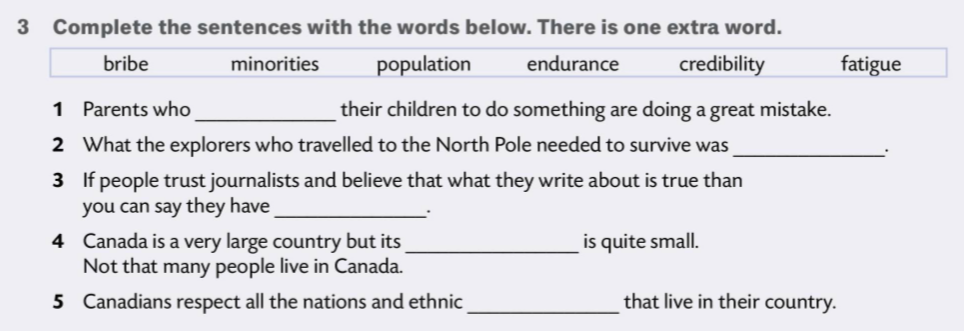 3 Complete the sentences with the words below. There is one extra word.
bribe minorities population endurance credibility fatigue
1 Parents who ______________ their children to do something are doing a great mistake.
2 What the explorers who travelled to the North Pole needed to survive was _______________.
3 If people trust journalists and believe that what they write about is true than
you can say they have _______________.
4 Canada is a very large country but its _________________ is quite small.
Not that many people live in Canada.
5 Canadians respect all the nations and ethnic _______________ that live in their country.